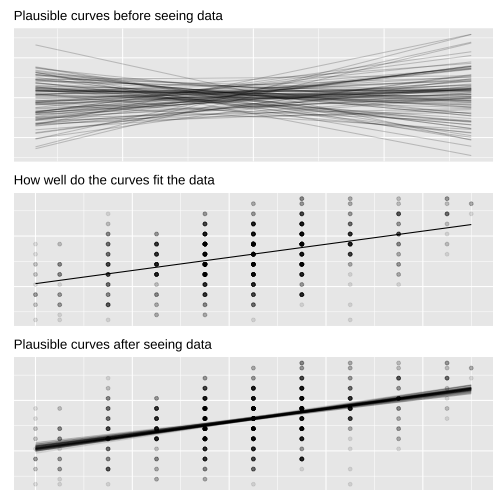 Plausible curves before seeing data
How well do the curves fit the data
Plausible curves after seeing data